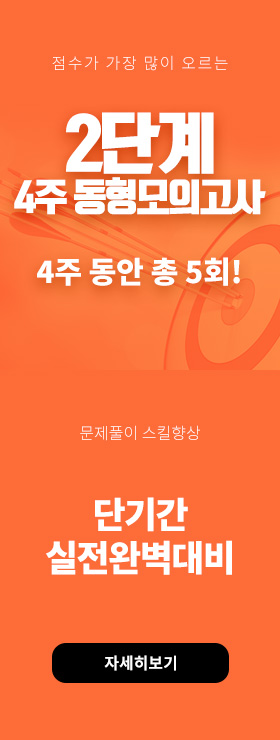 점수가 가장 많이 오르는
2단계
4주 동형모의고사
4주 동안 총 5회!
문제풀이 스킬향상
단기간
실전완벽대비
자세히보기